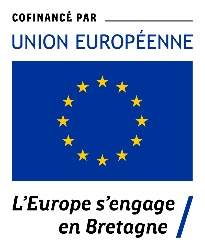 COFINANCÉ PAR
UNION EUROPÉENNE
L'Europe s'engage
en Bretagne